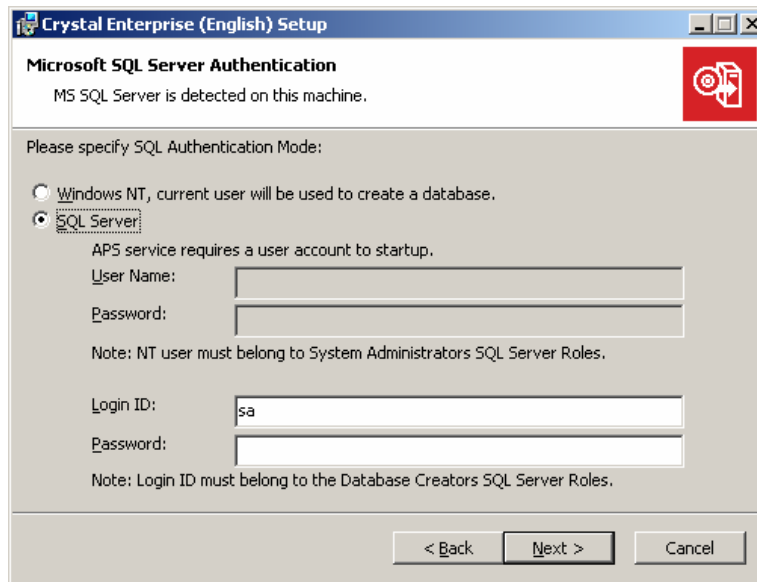 Crystal Enterprise (English) Setup
Microsoft SQL Server Authentication
MS SQL Server is detected on this machine.
Please specify SQL Authentication Mode:
Windows NT, current user will be used to create a database.
SQL Server
APS service requires a user account to startup.
User Name:
Password:
Note: NT user must belong to System Administrators SQL Server Roles.
Login ID: sa
Password:
Note: Login ID must belong to the Database Creators SQL Server Roles.
< Back Next > Cancel